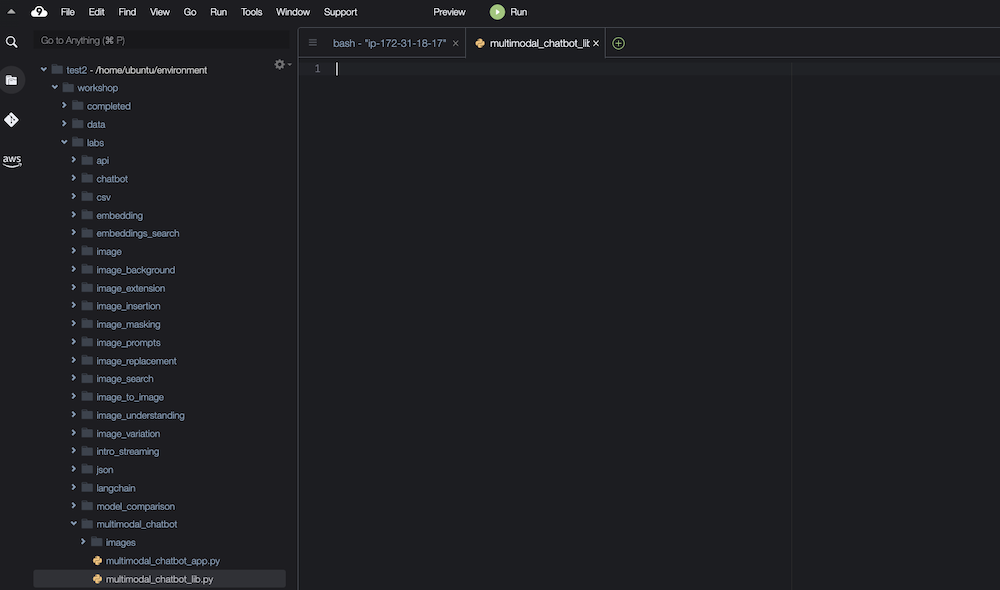 9 File Edit Find View Go Run Tools Window Support Preview Run
Go to Anything (⌘ P)
bash - "ip-172-31-18-17" ×
multimodal_chatbot_lib ×
1
test2 - /home/ubuntu/environment
workshop
completed
data
labs
api
chatbot
csv
embedding
embeddings_search
image
image_background
image_extension
image_insertion
image_masking
image_prompts
image_replacement
image_search
image_to_image
image_understanding
image_variation
intro_streaming
json
langchain
model_comparison
multimodal_chatbot
images
multimodal_chatbot_app.py
multimodal_chatbot_lib.py
aws